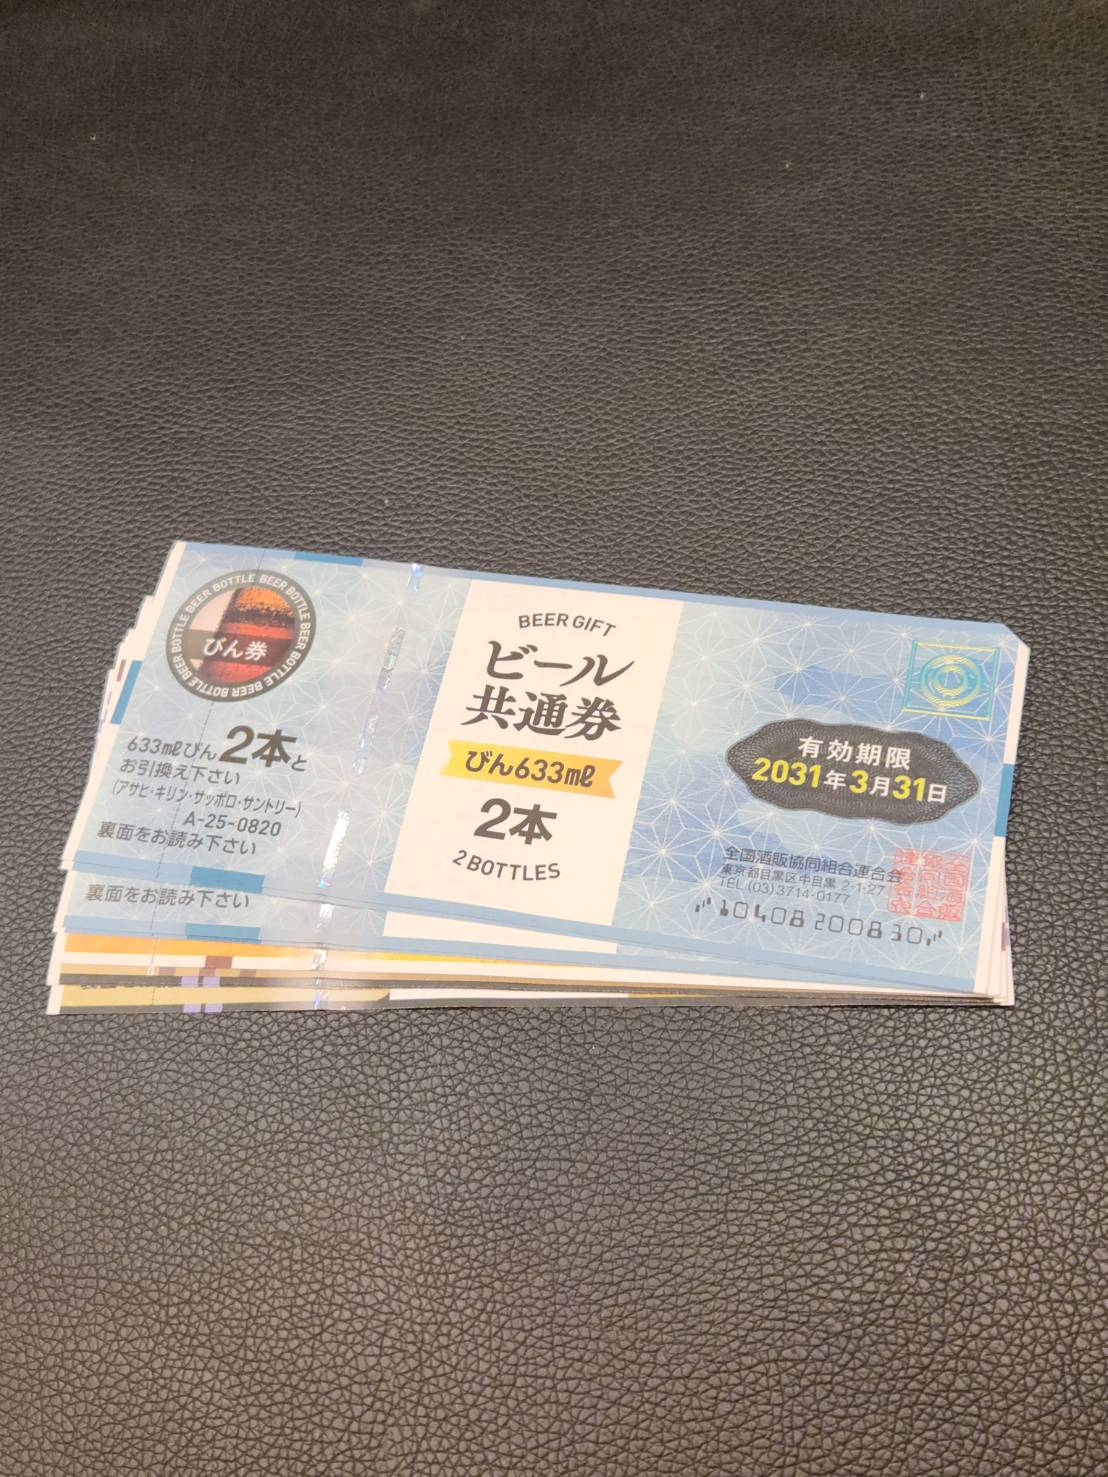 BEER BOTTLE BEER BOTTLE BEER BOTTLE BEER BOTTLE
びん券
633㎖びん2本と
お引換え下さい
(アサヒ・キリン・サッポロ・サントリー)
A-25-0820
裏面をお読み下さい
裏面をお読み下さい
BEER GIFT
ビール
共通券
びん633㎖
2本
2 BOTTLES
有効期限
2031年3月31日
全国酒販協同組合連合会
東京都目黒区中目黒 2-1-27
TEL (03) 3714-0177
10408 2008 30